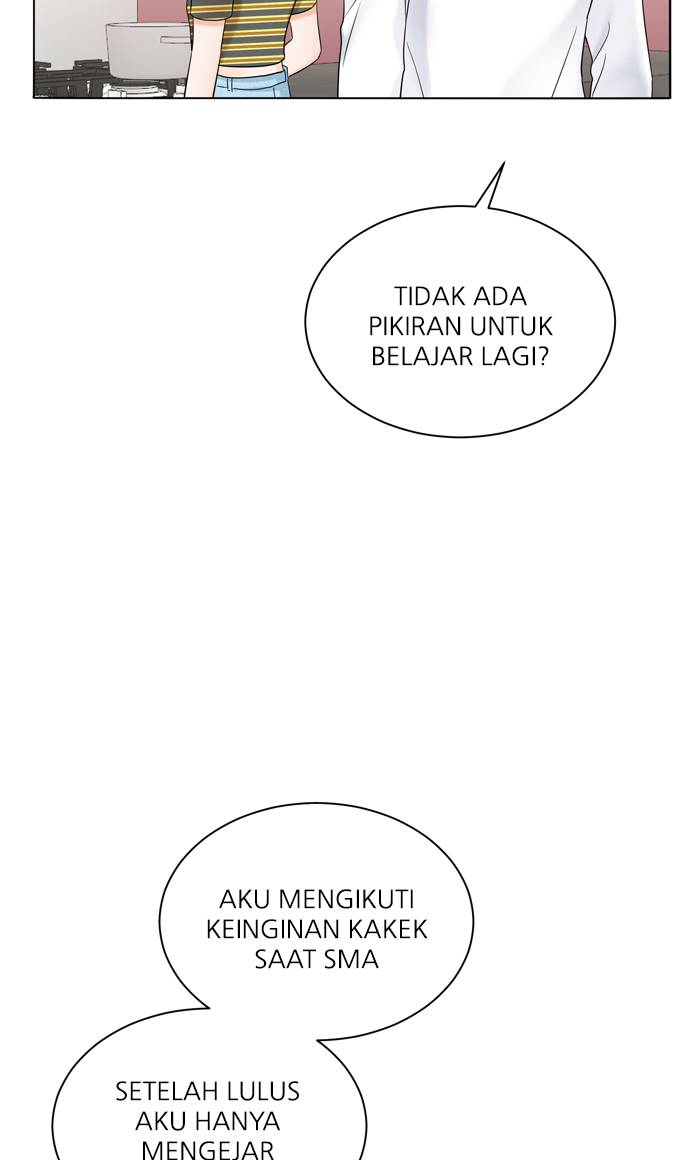 TIDAK ADA
PIKIRAN UNTUK
BELAJAR LAGI?
AKU MENGIKUTI
KEINGINAN KAKEK
SAAT SMA
SETELAH LULUS
AKU HANYA
MENGEJAR